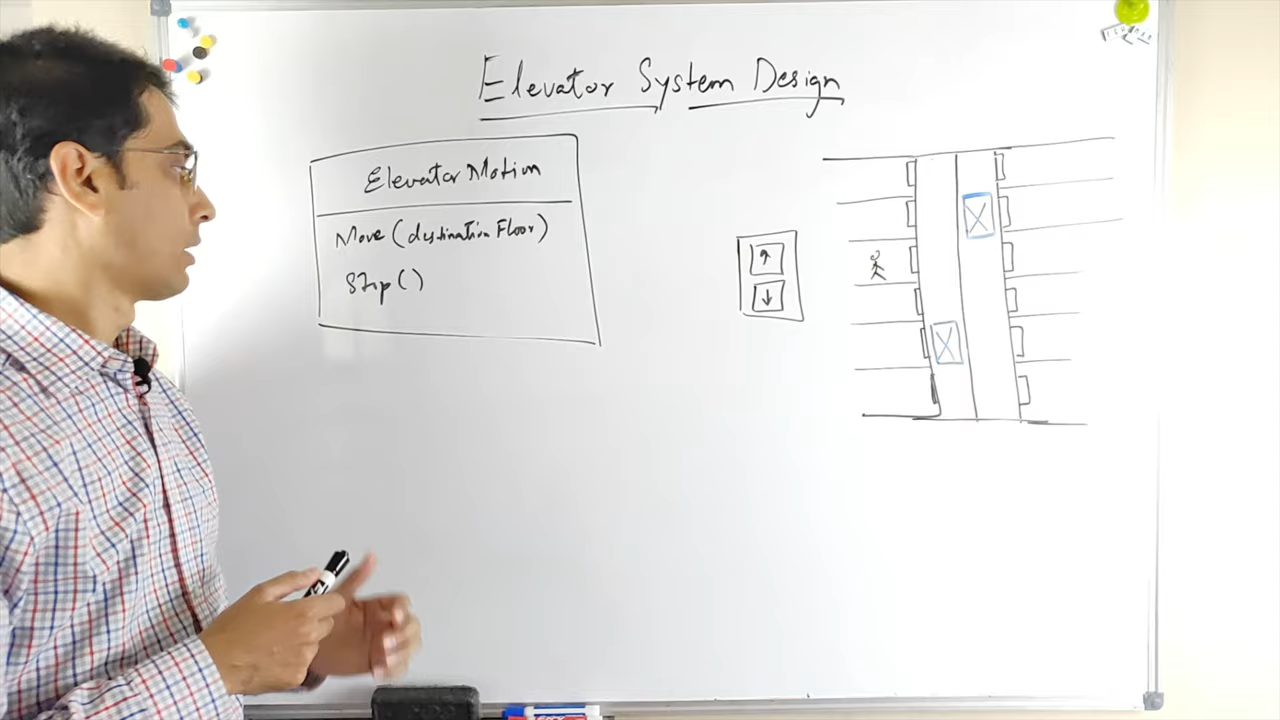 Elevator System Design
Elevator Motion
Move (destination Floor)
Stop ()
↑
↓